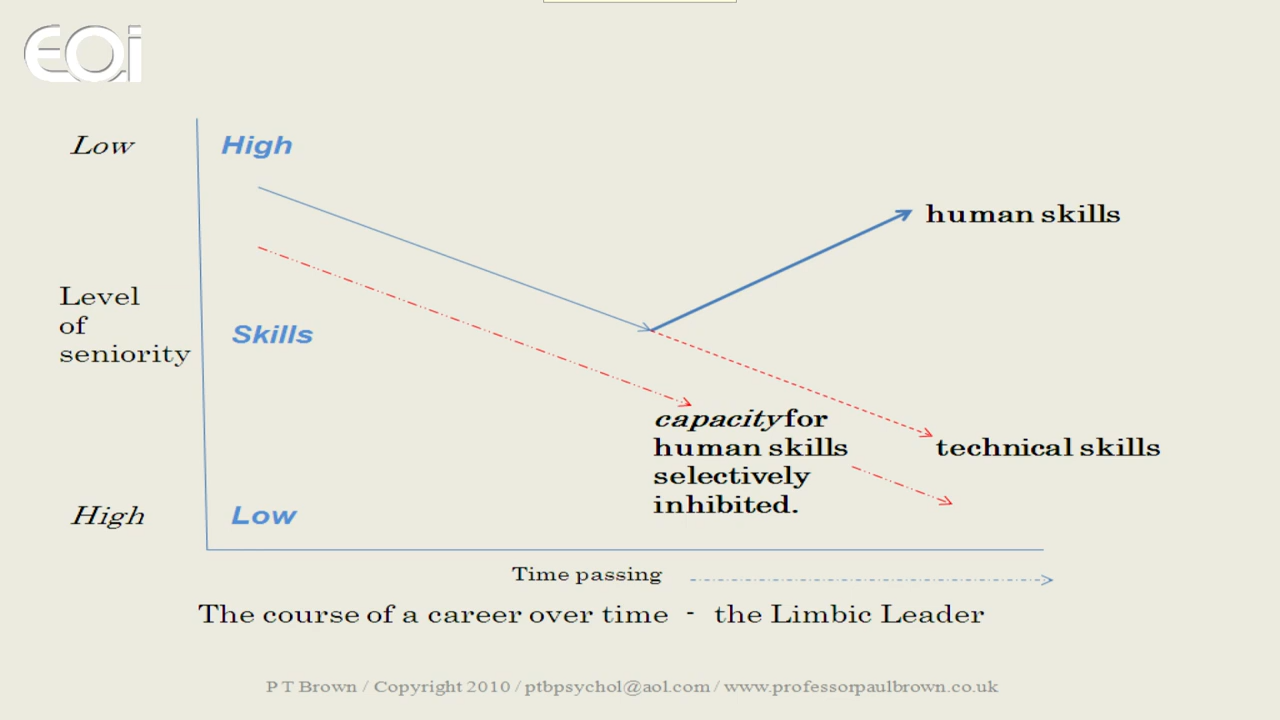 EQi
Low
High
human skills
Level
of
seniority
Skills
capacity for
human skills
selectively
inhibited.
technical skills
High
Low
Time passing
The course of a career over time - the Limbic Leader
P T Brown / Copyright 2010 / ptbpsychol@aol.com / www.professorpaulbrown.co.uk